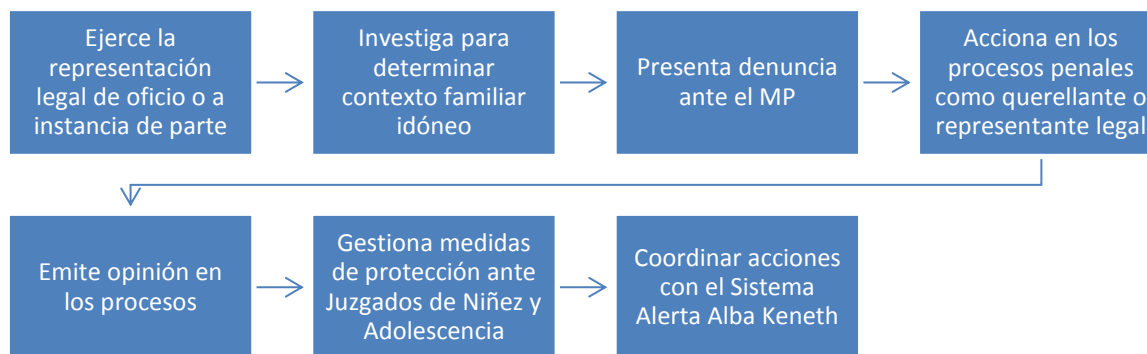 Ejerce la
representación
legal de oficio o a
instancia de parte
Investiga para
determinar
contexto familiar
idóneo
Presenta denuncia
ante el MP
Acciona en los
procesos penales
como querellante o
representante legal
Emite opinión en
los procesos
Gestiona medidas
de protección ante
Juzgados de Niñez y
Adolescencia
Coordinar acciones
con el Sistema
Alerta Alba Keneth